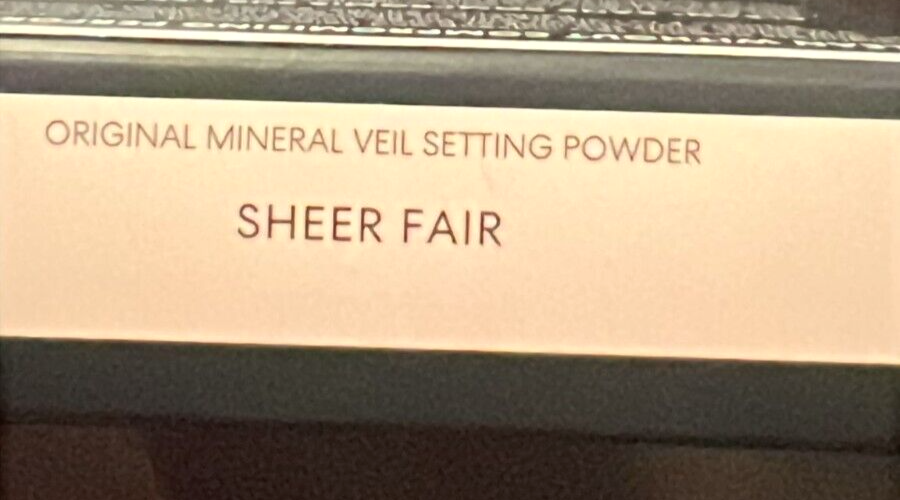 ORIGINAL MINERAL VEIL SETTING POWDER
SHEER FAIR